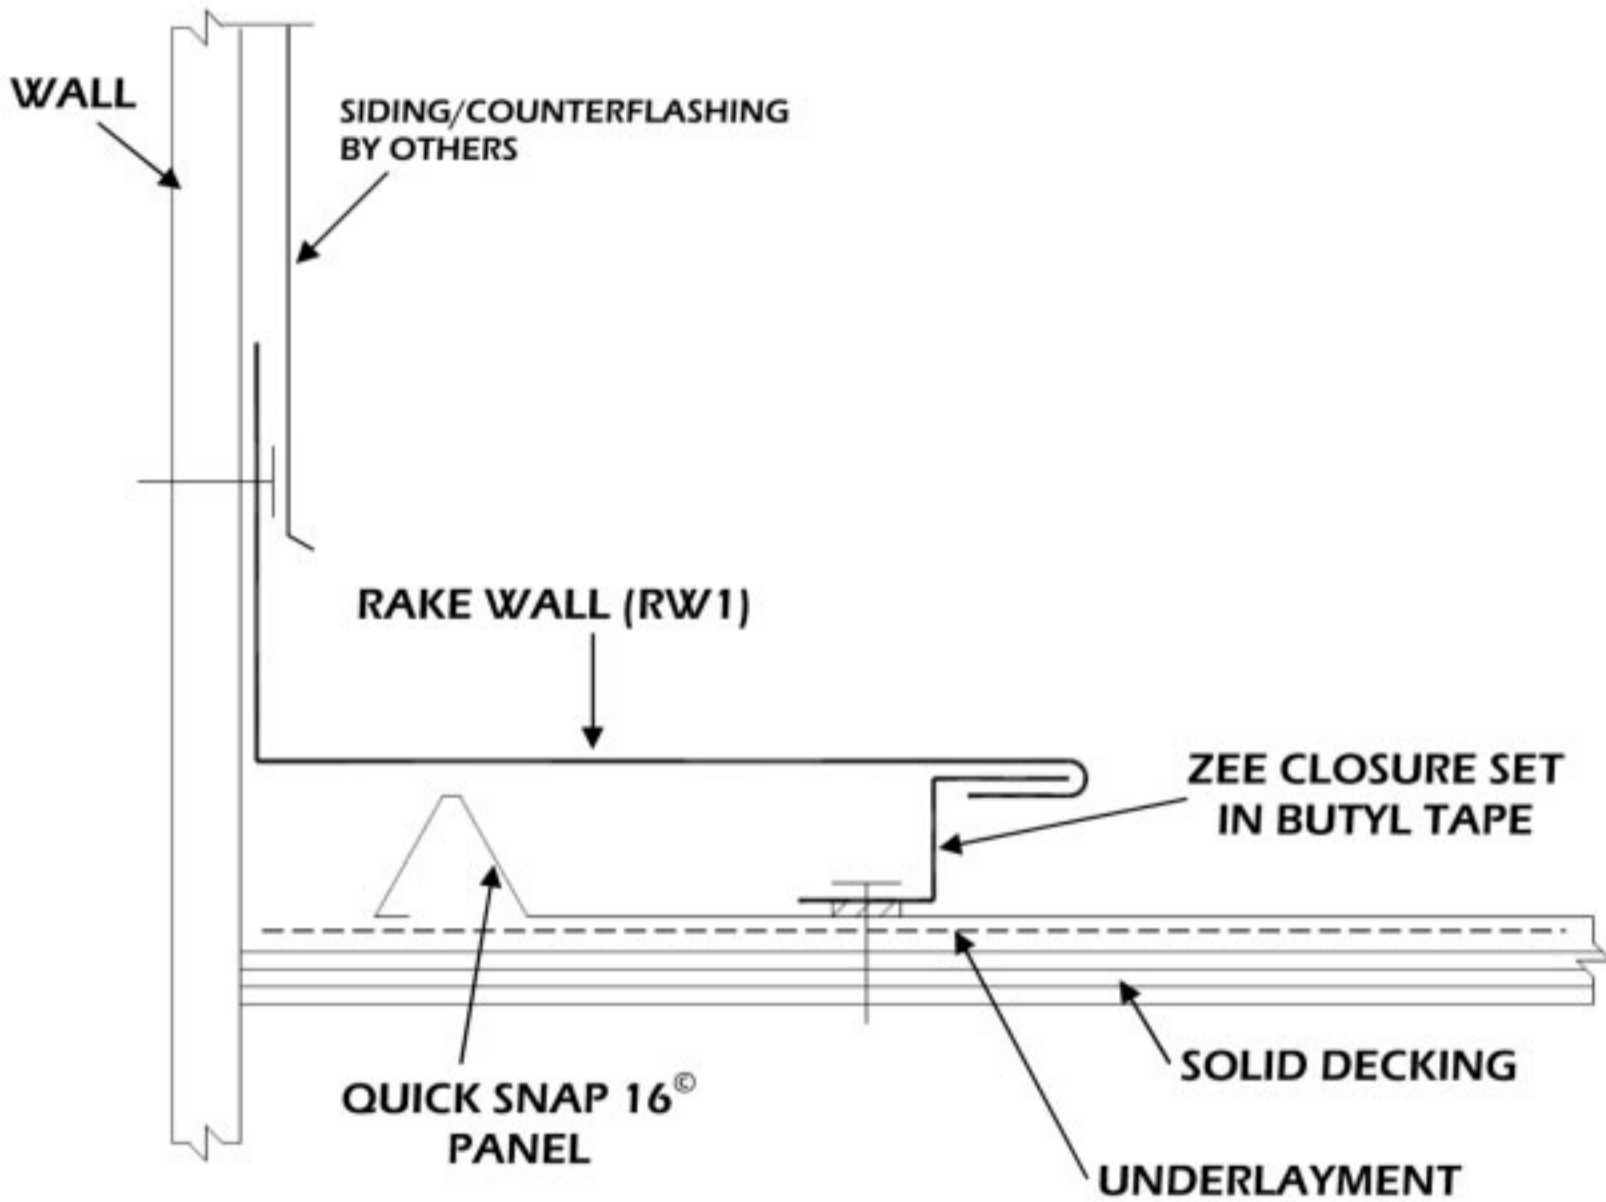 WALL
SIDING/COUNTERFLASHING
BY OTHERS
RAKE WALL (RW1)
ZEE CLOSURE SET
IN BUTYL TAPE
QUICK SNAP 16©
PANEL
SOLID DECKING
UNDERLAYMENT